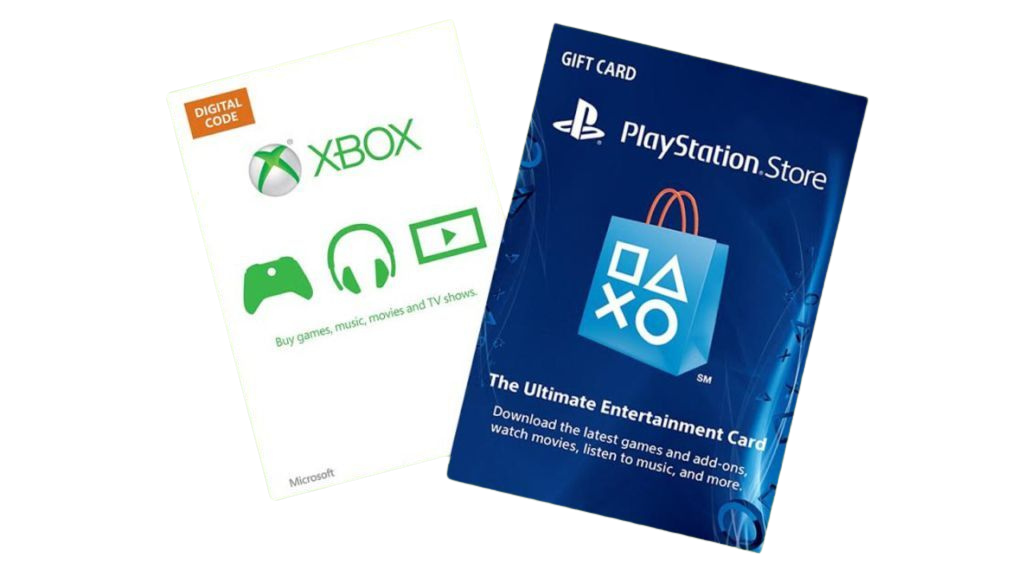 DIGITAL
CODE
XBOX
Buy games, music, movies and TV shows.
Microsoft
GIFT CARD
PlayStation®Store
SM
The Ultimate Entertainment Card
Download the latest games and add-ons,
watch movies, listen to music, and more.